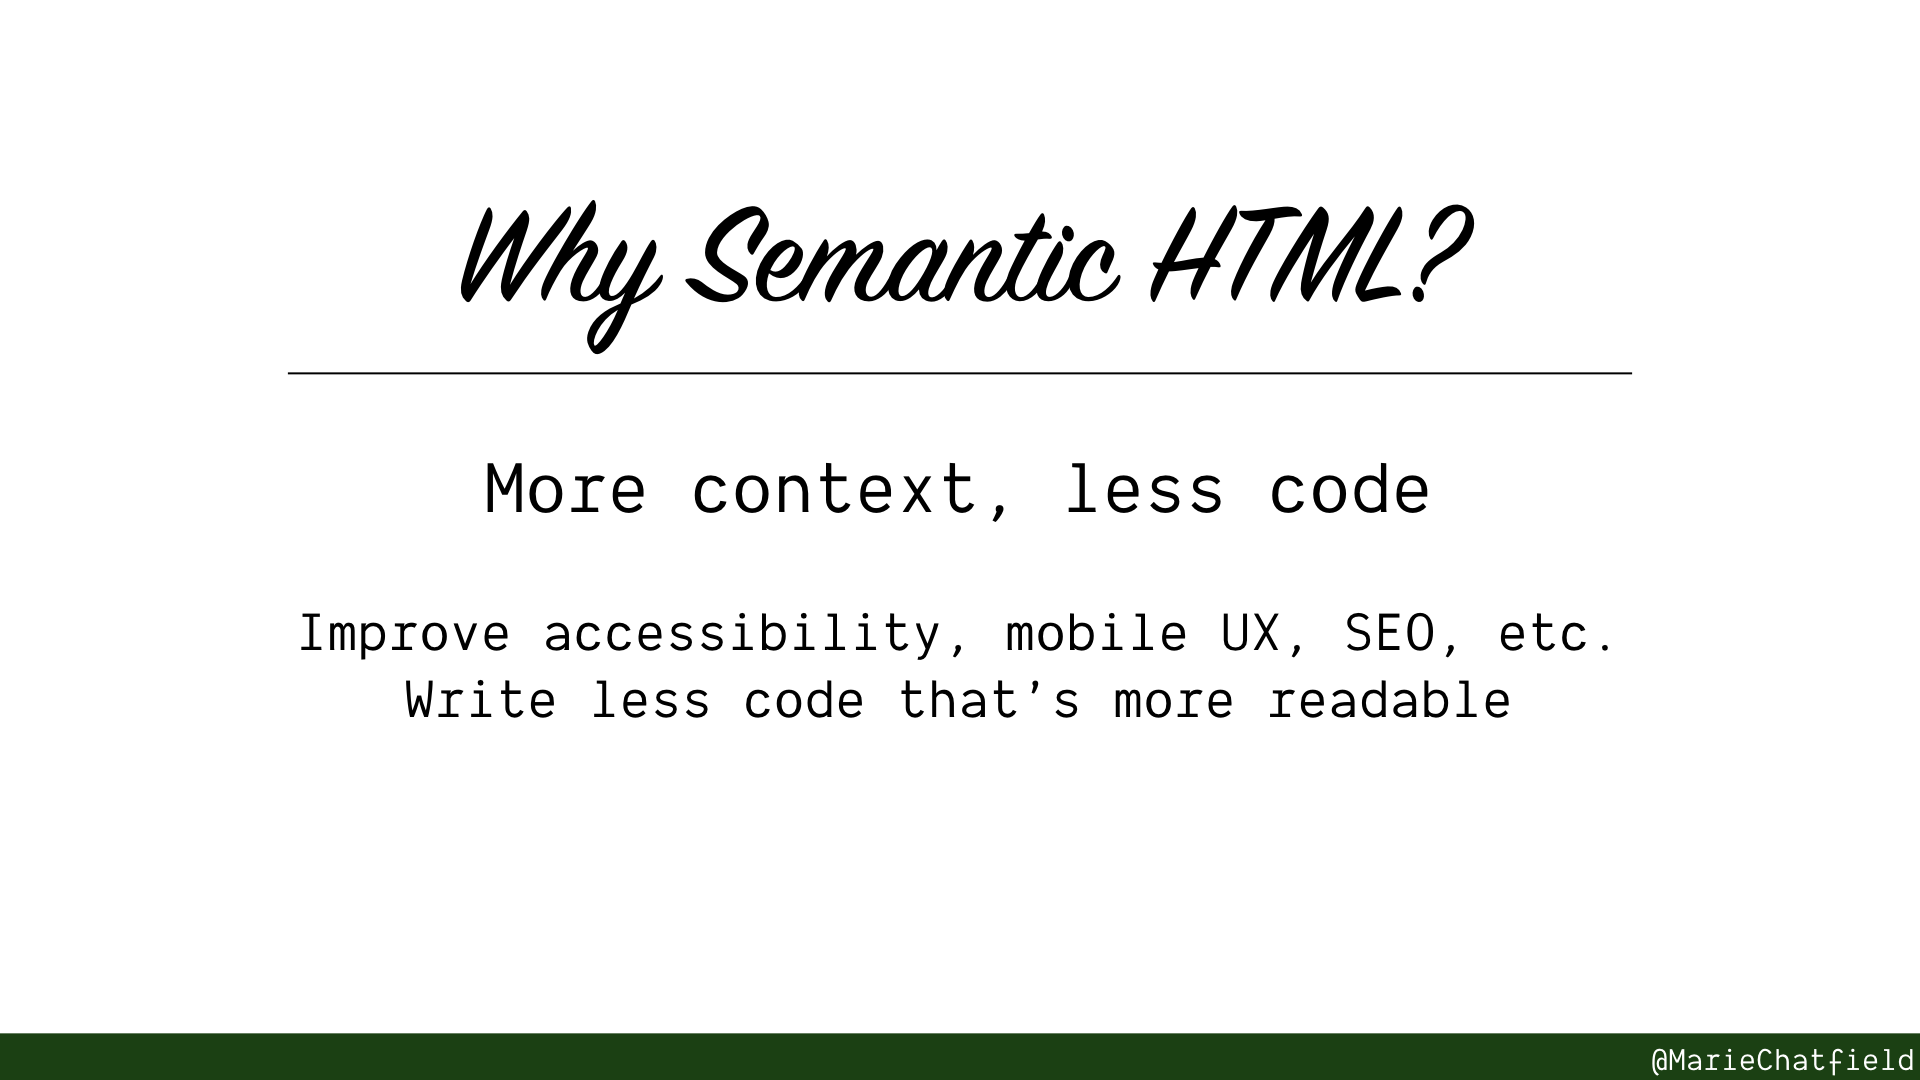 Why Semantic HTML?
More context, less code
Improve accessibility, mobile UX, SEO, etc.
Write less code that’s more readable
@MarieChatfield